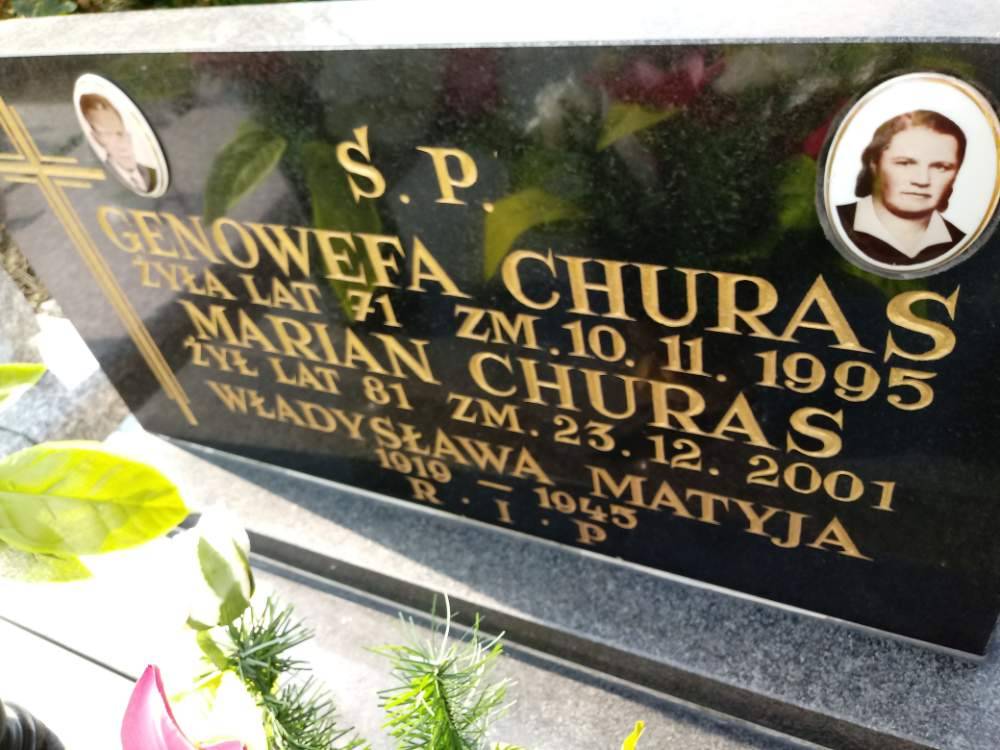 Ś. P.
GENOWEFA CHURAS
ŻYŁA LAT 71 ZM. 10. 11. 1995
MARIAN CHURAS
ŻYŁ LAT 81 ZM. 23. 12. 2001
WŁADYSŁAWA MATYJA
1919 – 1945
R. I. P